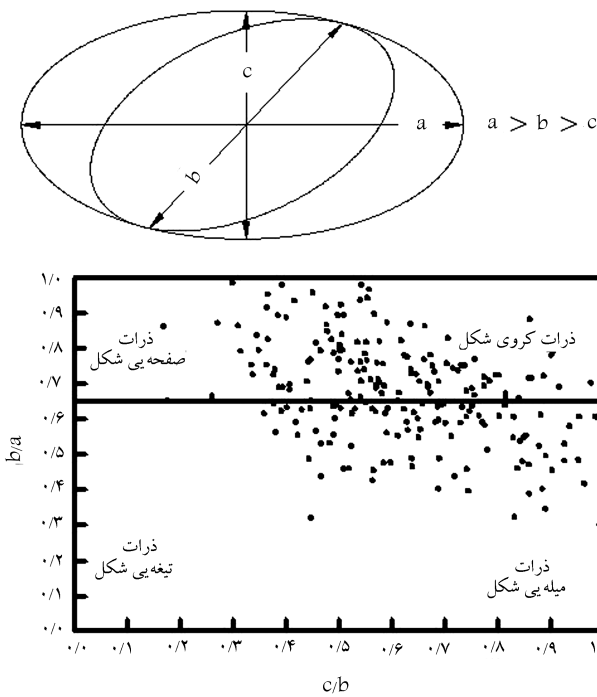 c
a
a > b > c
b
۱/۰
۰/۹
۰/۸
۰/۷
۰/۶
۰/۵
۰/۴
۰/۳
۰/۲
۰/۱
۰/۰
b/a
ذرات
صفحه‌یی شکل
ذرات کروی شکل
ذرات
تیغه‌یی شکل
ذرات
میله‌یی شکل
۰/۰ ۰/۱ ۰/۲ ۰/۳ ۰/۴ ۰/۵ ۰/۶ ۰/۷ ۰/۸ ۰/۹ ۱
c/b